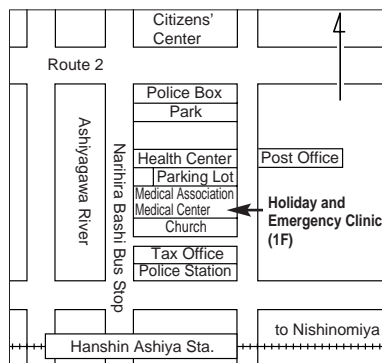 Citizens'
Center
Route 2
Police Box
Park
Ashiyagawa River
Narihira Bashi Bus Stop
Health Center
Post Office
Parking Lot
Medical Association
Medical Center
Holiday and
Emergency Clinic
(1F)
Church
Tax Office
Police Station
to Nishinomiya
Hanshin Ashiya Sta.